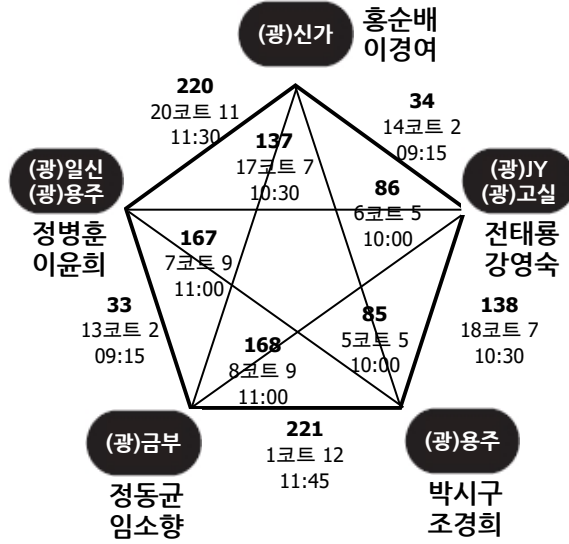 (광)신가
홍순배
이경여
220
20코트 11
11:30
34
14코트 2
09:15
137
17코트 7
10:30
86
6코트 5
10:00
(광)일신
(광)용주
정병훈
이윤희
(광)JY
(광)고실
전태룡
강영숙
167
7코트 9
11:00
33
13코트 2
09:15
85
5코트 5
10:00
138
18코트 7
10:30
168
8코트 9
11:00
(광)금부
정동균
임소향
221
1코트 12
11:45
(광)용주
박시구
조경희